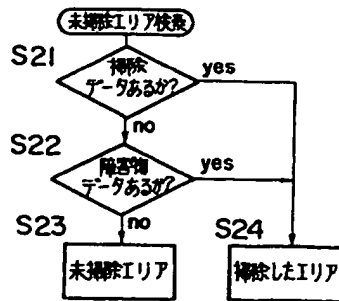 未掃除エリア検索
S21
掃除
データあるか?
yes
no
S22
障害物
データあるか?
yes
no
S23
S24
未掃除エリア
掃除したエリア